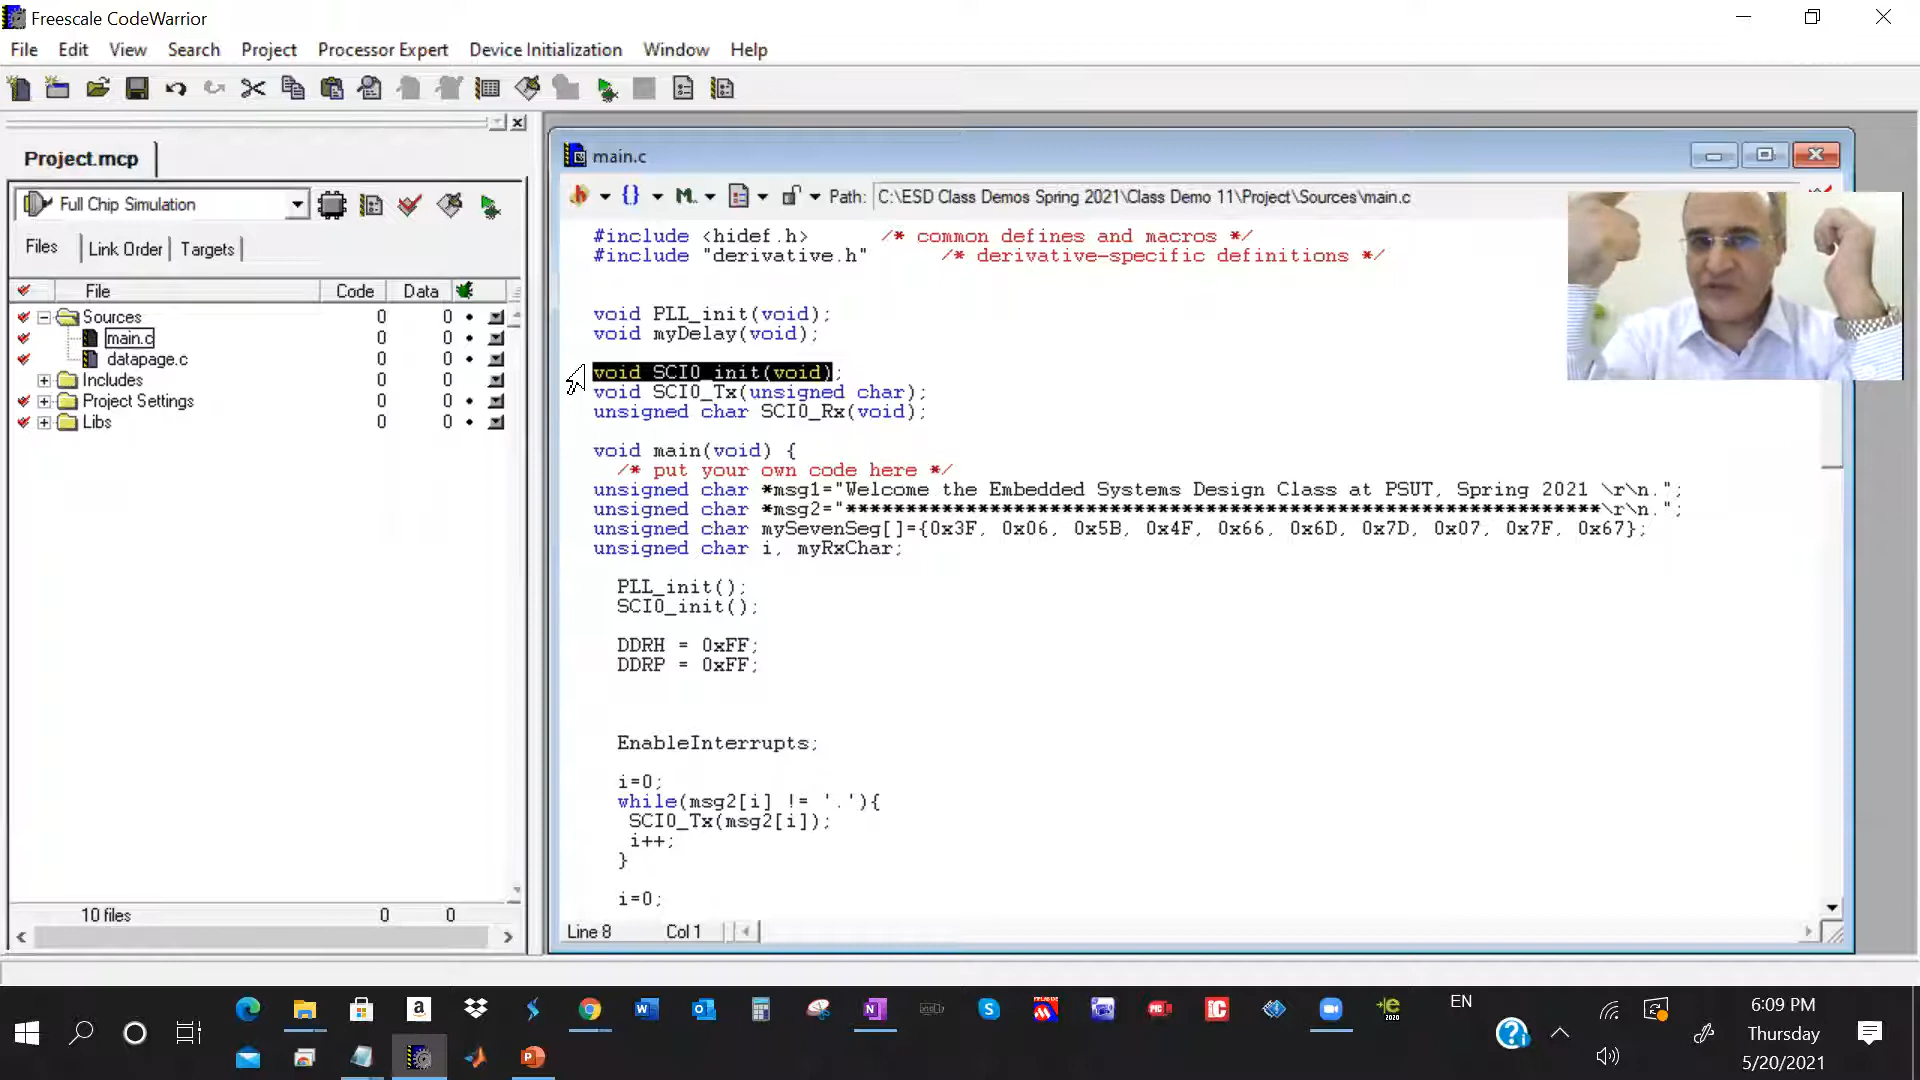 Freescale CodeWarrior
File Edit View Search Project Processor Expert Device Initialization Window Help
Project.mcp
Full Chip Simulation
Files Link Order Targets
File Code Data
Sources 0 0
main.c 0 0
datapage.c 0 0
Includes 0 0
Project Settings 0 0
Libs 0 0
10 files 0 0
main.c
Path: C:\ESD Class Demos Spring 2021\Class Demo 11\Project\Sources\main.c
#include <hidef.h> /* common defines and macros */
#include "derivative.h" /* derivative-specific definitions */
void PLL_init(void);
void myDelay(void);
void SCI0_init(void);
void SCI0_Tx(unsigned char);
unsigned char SCI0_Rx(void);
void main(void) {
/* put your own code here */
unsigned char *msg1="Welcome the Embedded Systems Design Class at PSUT, Spring 2021 \r\n.";
unsigned char *msg2="***************************************************************\r\n.";
unsigned char mySevenSeg[]={0x3F, 0x06, 0x5B, 0x4F, 0x66, 0x6D, 0x7D, 0x07, 0x7F, 0x67};
unsigned char i, myRxChar;
PLL_init();
SCI0_init();
DDRH = 0xFF;
DDRP = 0xFF;
EnableInterrupts;
i=0;
while(msg2[i] != '.'){
SCI0_Tx(msg2[i]);
i++;
}
i=0;
Line 8 Col 1
EN
6:09 PM
Thursday
5/20/2021